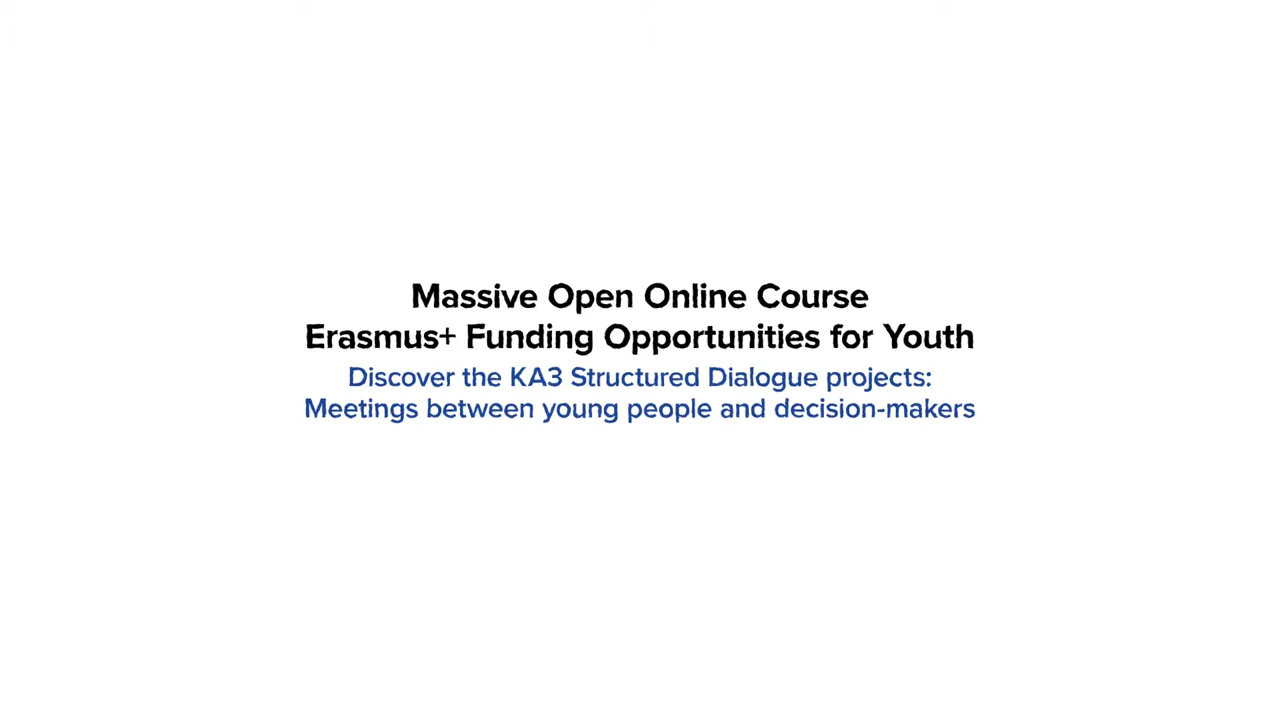 Massive Open Online Course
Erasmus+ Funding Opportunities for Youth
Discover the KA3 Structured Dialogue projects:
Meetings between young people and decision-makers